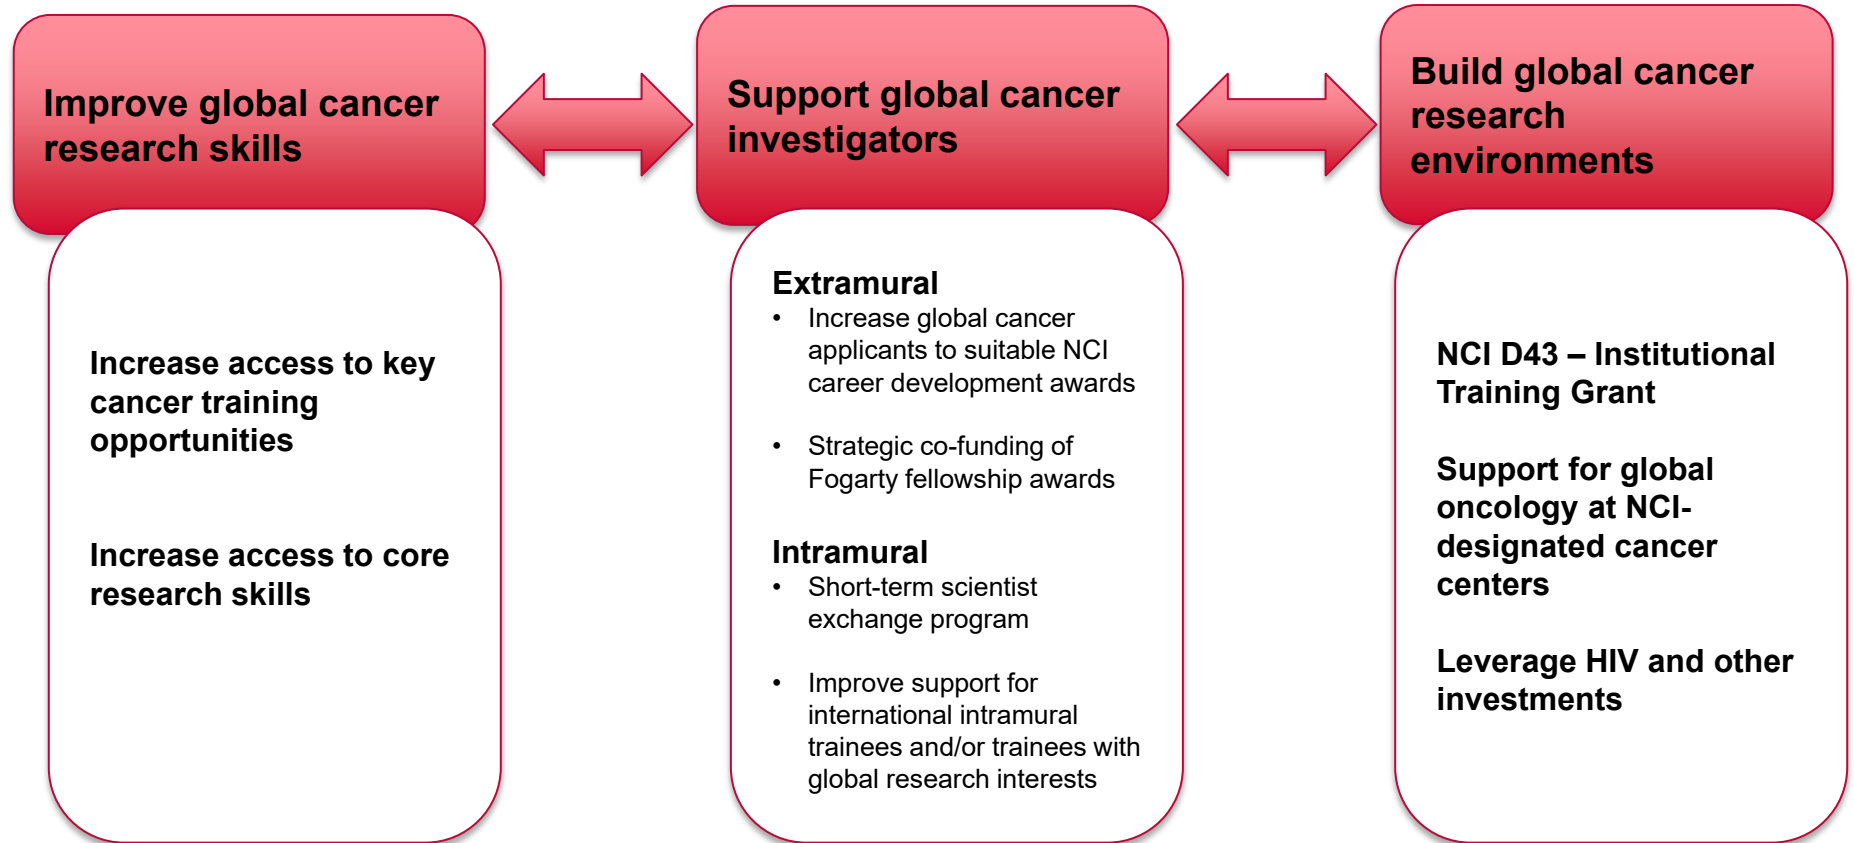 Improve global cancer
research skills
Increase access to key
cancer training
opportunities
Increase access to core
research skills
Support global cancer
investigators
Extramural
• Increase global cancer
applicants to suitable NCI
career development awards
• Strategic co-funding of
Fogarty fellowship awards
Intramural
• Short-term scientist
exchange program
• Improve support for
international intramural
trainees and/or trainees with
global research interests
Build global cancer
research
environments
NCI D43 – Institutional
Training Grant
Support for global
oncology at NCI-
designated cancer
centers
Leverage HIV and other
investments